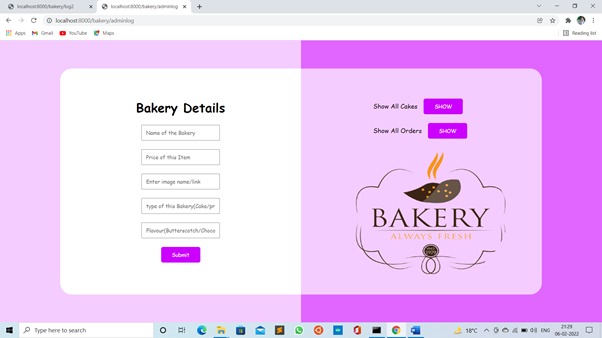 localhost:8000/bakery/log2
localhost:8000/bakery/adminlog
localhost:8000/bakery/adminlog
Apps
Gmail
YouTube
Maps
Reading list
Bakery Details
Name of the Bakery
Price of this Item
Enter image name/link
type of this Bakery(Cake/pr
Flavour(Butterscotch/Choco
Submit
Show All Cakes
SHOW
Show All Orders
SHOW
BAKERY
ALWAYS FRESH
Type here to search
18°C
ENG
21:29
06-02-2022